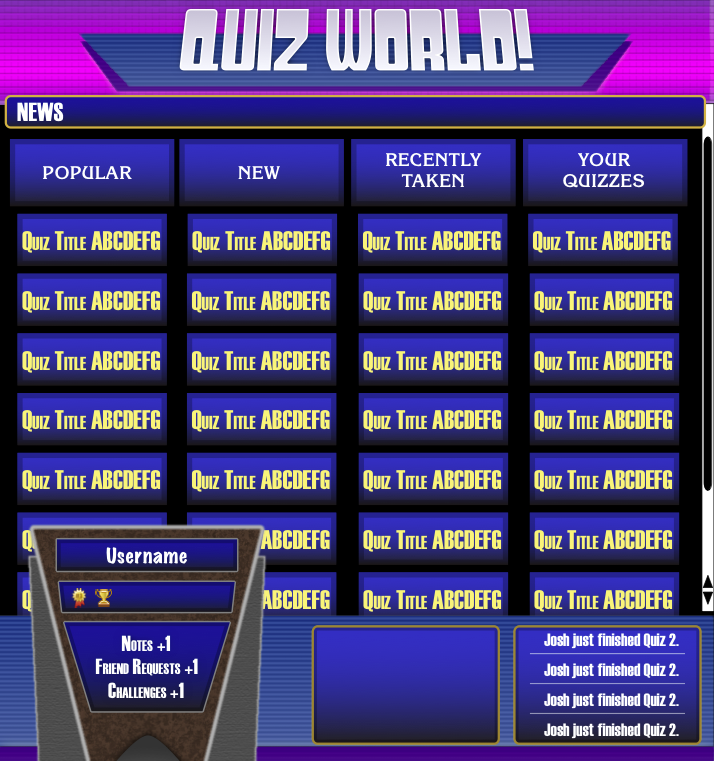 QUIZ WORLD!
NEWS
POPULAR
NEW
RECENTLY
TAKEN
YOUR
QUIZZES
Quiz Title ABCDEFG Quiz Title ABCDEFG Quiz Title ABCDEFG Quiz Title ABCDEFG
Quiz Title ABCDEFG Quiz Title ABCDEFG Quiz Title ABCDEFG Quiz Title ABCDEFG
Quiz Title ABCDEFG Quiz Title ABCDEFG Quiz Title ABCDEFG Quiz Title ABCDEFG
Quiz Title ABCDEFG Quiz Title ABCDEFG Quiz Title ABCDEFG Quiz Title ABCDEFG
Quiz Title ABCDEFG Quiz Title ABCDEFG Quiz Title ABCDEFG Quiz Title ABCDEFG
ABCDEFG Quiz Title ABCDEFG Quiz Title ABCDEFG
ABCDEFG Quiz Title ABCDEFG Quiz Title ABCDEFG
Username
Notes +1
Friend Requests +1
Challenges +1
Josh just finished Quiz 2.
Josh just finished Quiz 2.
Josh just finished Quiz 2.
Josh just finished Quiz 2.